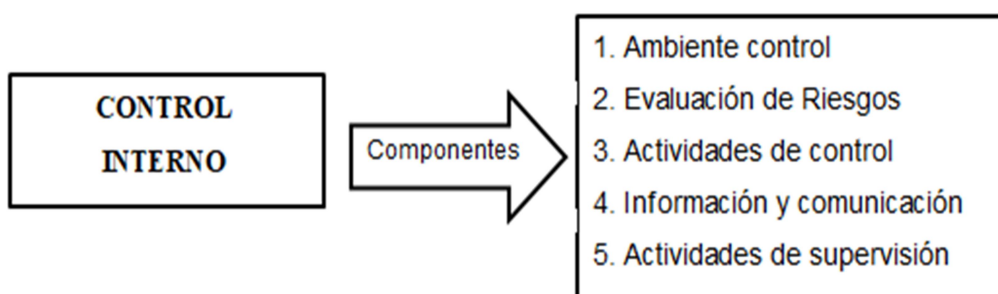 CONTROL
INTERNO
Componentes
1. Ambiente control
2. Evaluación de Riesgos
3. Actividades de control
4. Información y comunicación
5. Actividades de supervisión